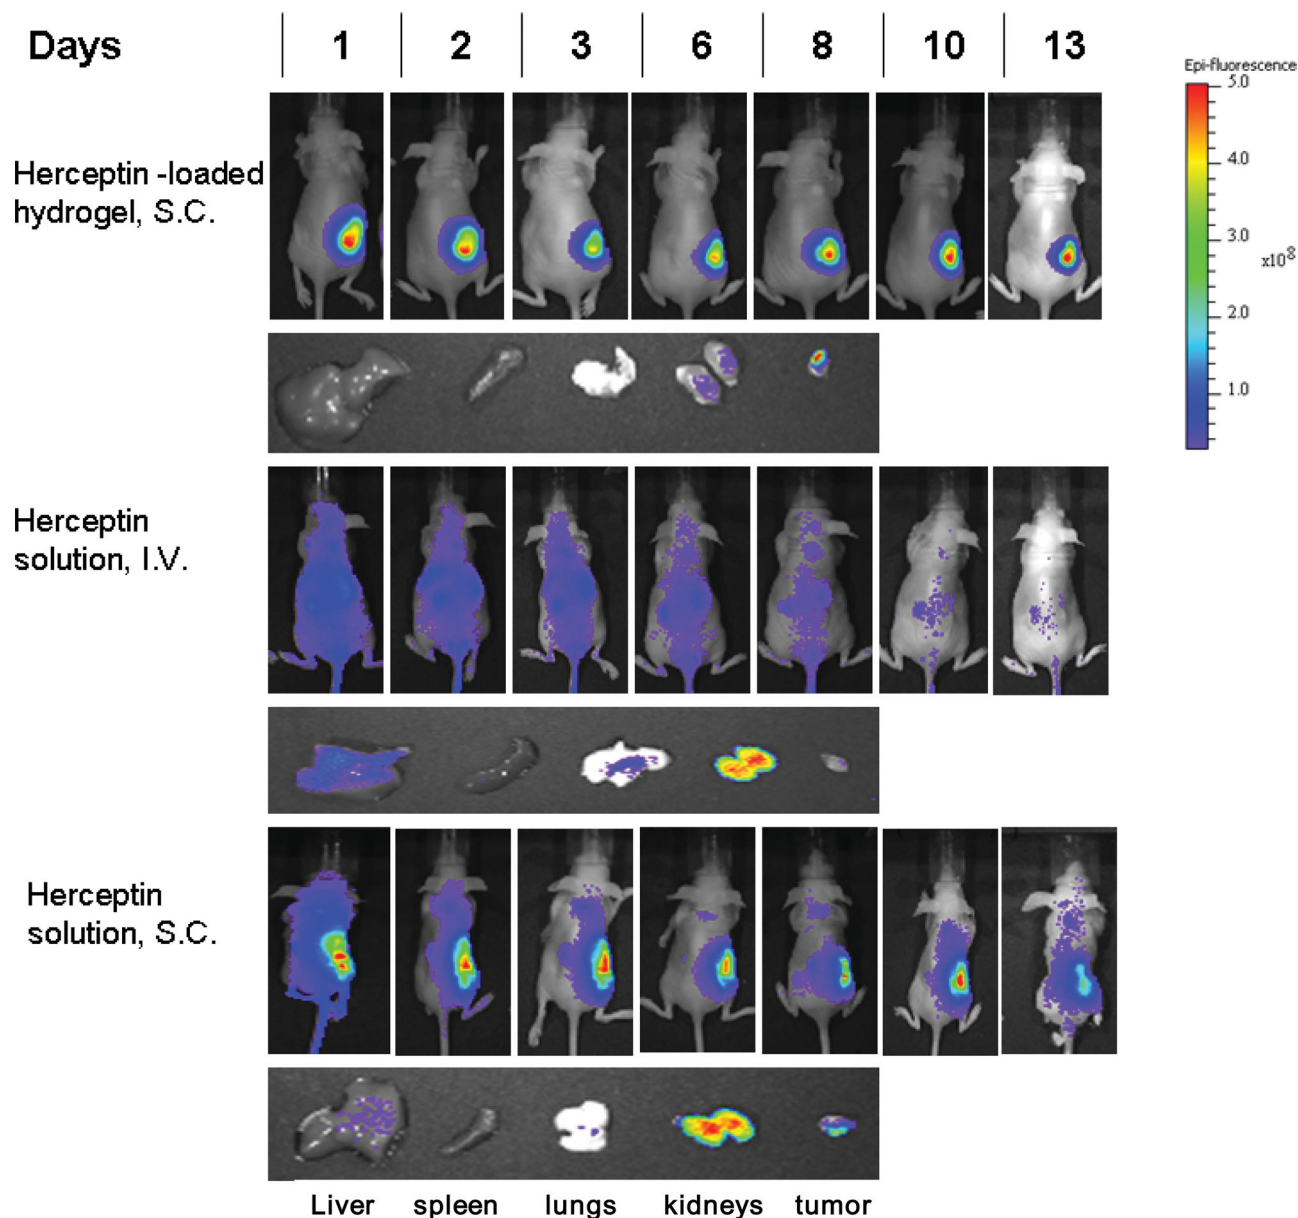 Days 1 2 3 6 8 10 13
Epi-fluorescence
5.0
4.0
3.0
x10⁸
2.0
1.0
Herceptin -loaded
hydrogel, S.C.
Herceptin
solution, I.V.
Herceptin
solution, S.C.
Liver spleen lungs kidneys tumor